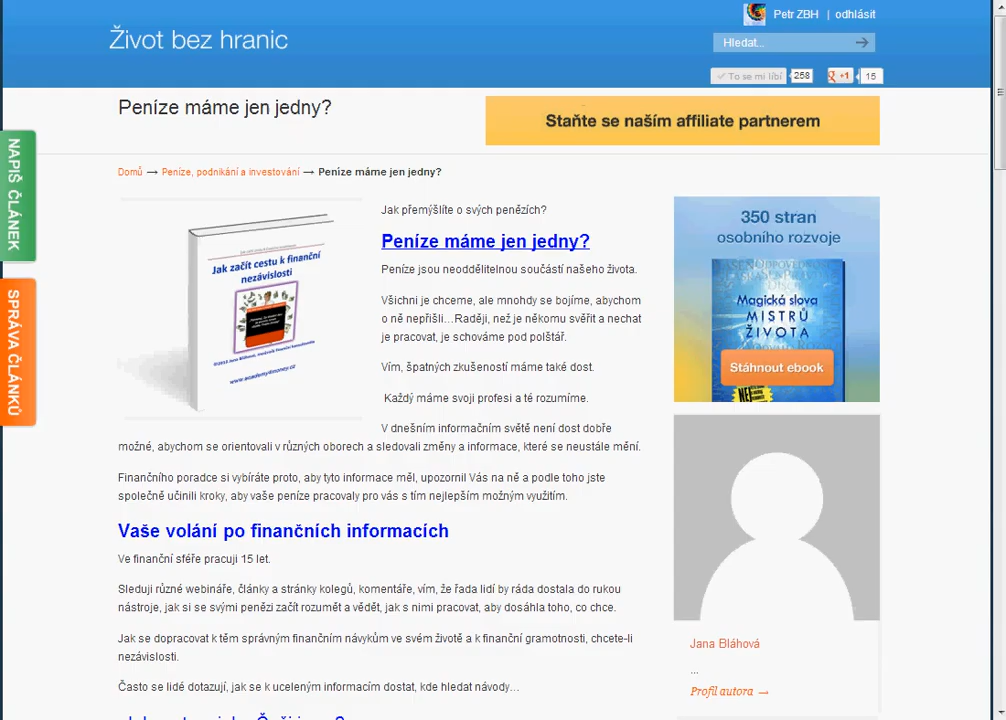 Petr ZBH | odhlásit
Život bez hranic
Hledat...
To se mi líbí 258 +1 15
Peníze máme jen jedny?
Staňte se naším affiliate partnerem
NAPIŠ ČLÁNEK
SPRÁVA ČLÁNKŮ
Domů → Peníze, podnikání a investování → Peníze máme jen jedny?
Jak začít cestu k finanční
nezávislosti
www.academyofmoney.cz
Jak přemýšlíte o svých penězích?
Peníze máme jen jedny?
Peníze jsou neoddělitelnou součástí našeho života.
Všichni je chceme, ale mnohdy se bojíme, abychom
o ně nepřišli…Raději, než je někomu svěřit a nechat
je pracovat, je schováme pod polštář.
Vím, špatných zkušeností máme také dost.
Každý máme svoji profesi a té rozumíme.
V dnešním informačním světě není dost dobře
možné, abychom se orientovali v různých oborech a sledovali změny a informace, které se neustále mění.
Finančního poradce si vybíráte proto, aby tyto informace měl, upozornil Vás na ně a podle toho jste
společně učinili kroky, aby vaše peníze pracovaly pro vás s tím nejlepším možným využitím.
Vaše volání po finančních informacích
Ve finanční sféře pracuji 15 let.
Sleduji různé webináře, články a stránky kolegů, komentáře, vím, že řada lidí by ráda dostala do rukou
nástroje, jak si se svými penězi začít rozumět a vědět, jak s nimi pracovat, aby dosáhla toho, co chce.
Jak se dopracovat k těm správným finančním návykům ve svém životě a k finanční gramotnosti, chcete-li
nezávislosti.
Často se lidé dotazují, jak se k uceleným informacím dostat, kde hledat návody…
350 stran
osobního rozvoje
Magická slova
MISTRŮ
ŽIVOTA
Stáhnout ebook
Jana Bláhová
...
Profil autora →